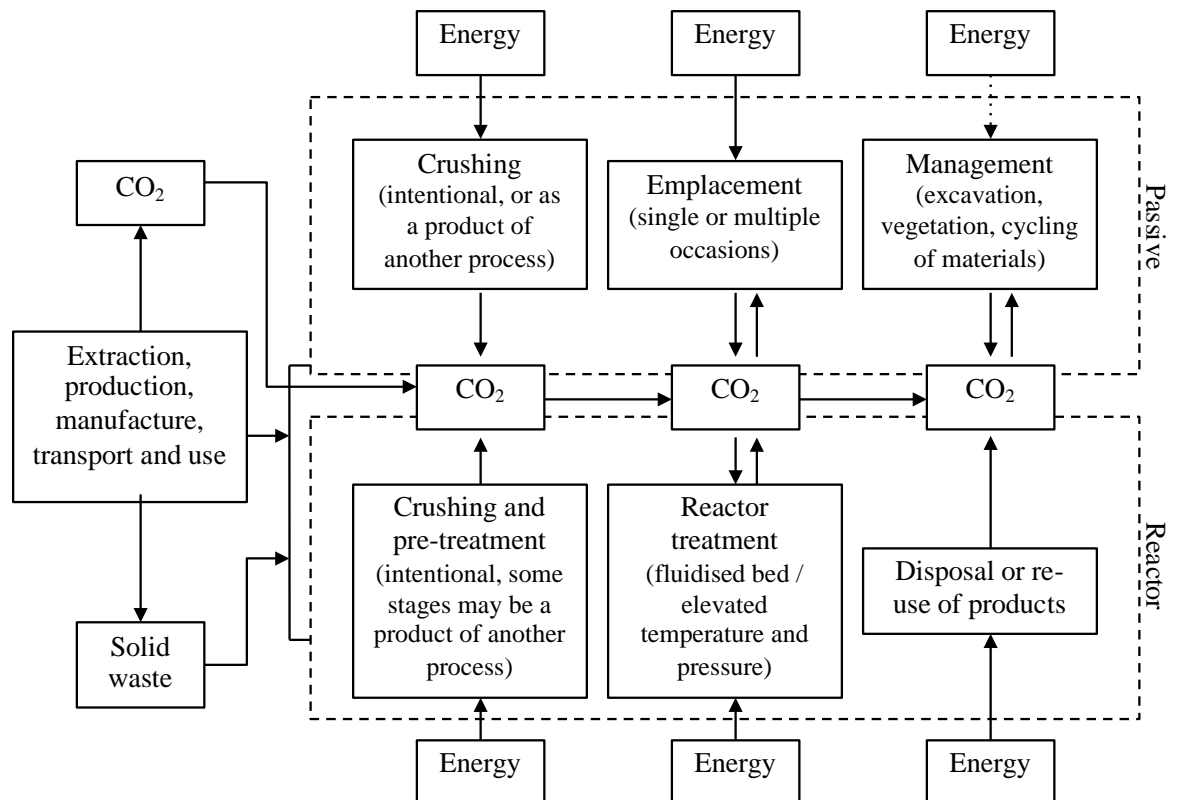 Energy
Energy
Energy
Crushing
(intentional, or as
a product of
another process)
Emplacement
(single or multiple
occasions)
Management
(excavation,
vegetation, cycling
of materials)
Passive
CO₂
Extraction,
production,
manufacture,
transport and use
CO₂
CO₂
CO₂
Crushing and
pre-treatment
(intentional, some
stages may be a
product of another
process)
Reactor
treatment
(fluidised bed /
elevated
temperature and
pressure)
Disposal or re-
use of products
Reactor
Solid
waste
Energy
Energy
Energy